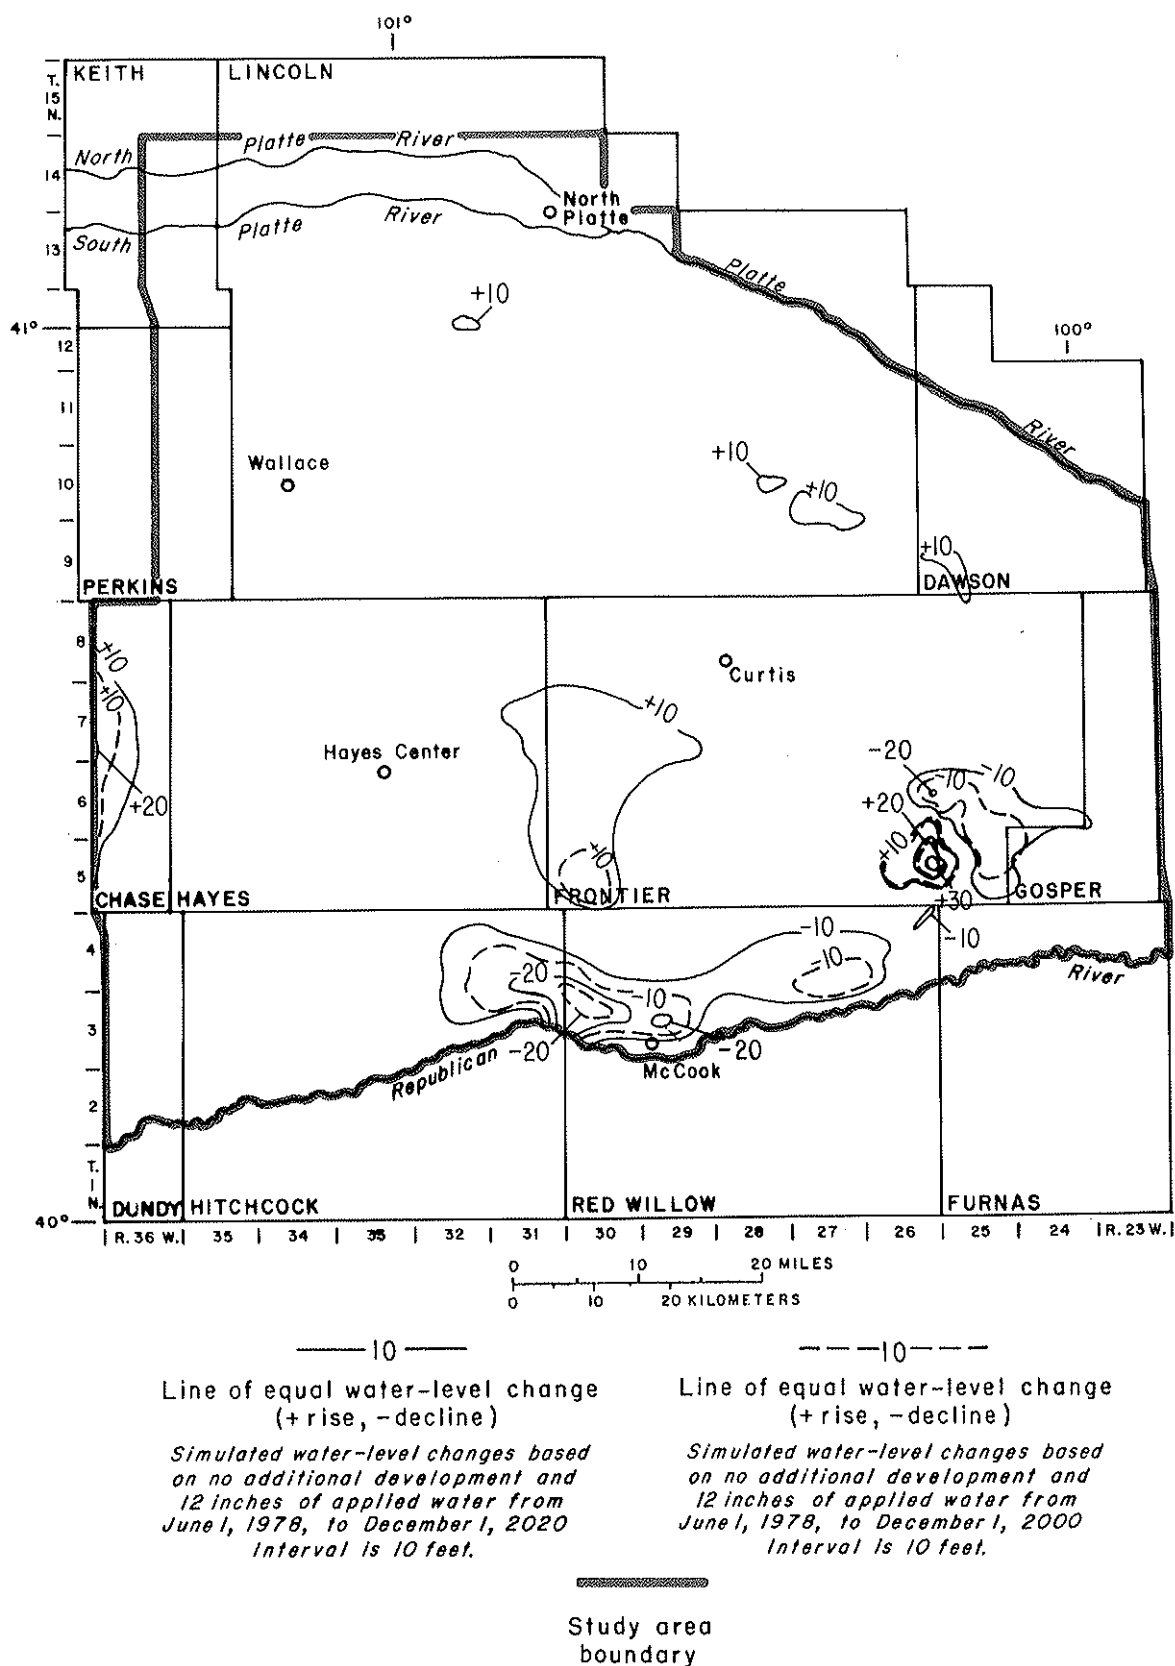 101°
T.
15
N.
KEITH
LINCOLN
North
Platte
River
14
North
Platte
South
Platte
River
13
Platte
+10
41°
100°
12
11
River
Wallace
+10
10
+10
9
+10
PERKINS
DAWSON
8
+10
Curtis
+10
+10
7
Hayes Center
-20
-10
-10
+20
6
+20
+10
+10
5
CHASE
HAYES
FRONTIER
GOSPER
+30
-10
-10
4
-10
River
-20
-10
3
-20
-20
Republican
McCook
2
T.
1
N.
DUNDY
HITCHCOCK
RED WILLOW
FURNAS
40°
R. 36 W. 35 34 33 32 31 30 29 28 27 26 25 24 R. 23 W.
0 10 20 MILES
0 10 20 KILOMETERS
10
Line of equal water-level change
(+ rise, -decline)
Simulated water-level changes based
on no additional development and
12 inches of applied water from
June 1, 1978, to December 1, 2020
Interval is 10 feet.
10
Line of equal water-level change
(+ rise, -decline)
Simulated water-level changes based
on no additional development and
12 inches of applied water from
June 1, 1978, to December 1, 2000
Interval is 10 feet.
Study area
boundary